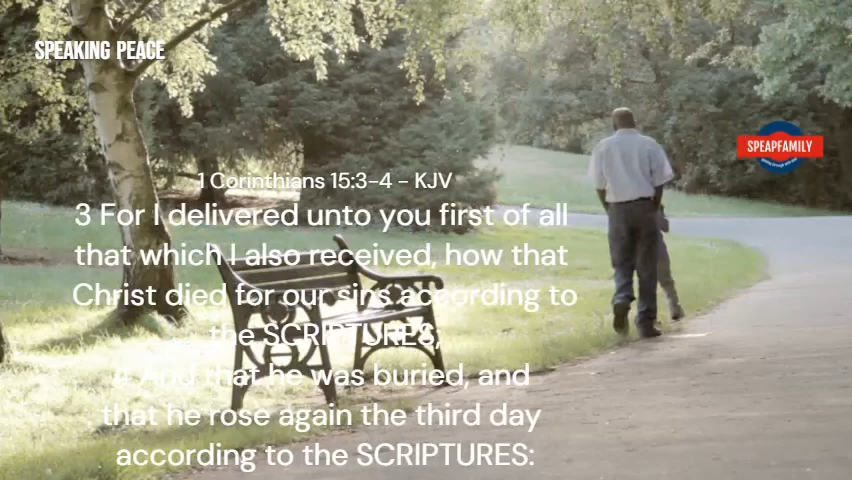 SPEAKING PEACE
SPEAPFAMILY
1 Corinthians 15:3-4 - KJV
3 For I delivered unto you first of all
that which I also received, how that
Christ died for our sins according to
the SCRIPTURES;
4 And that he was buried, and
that he rose again the third day
according to the SCRIPTURES: